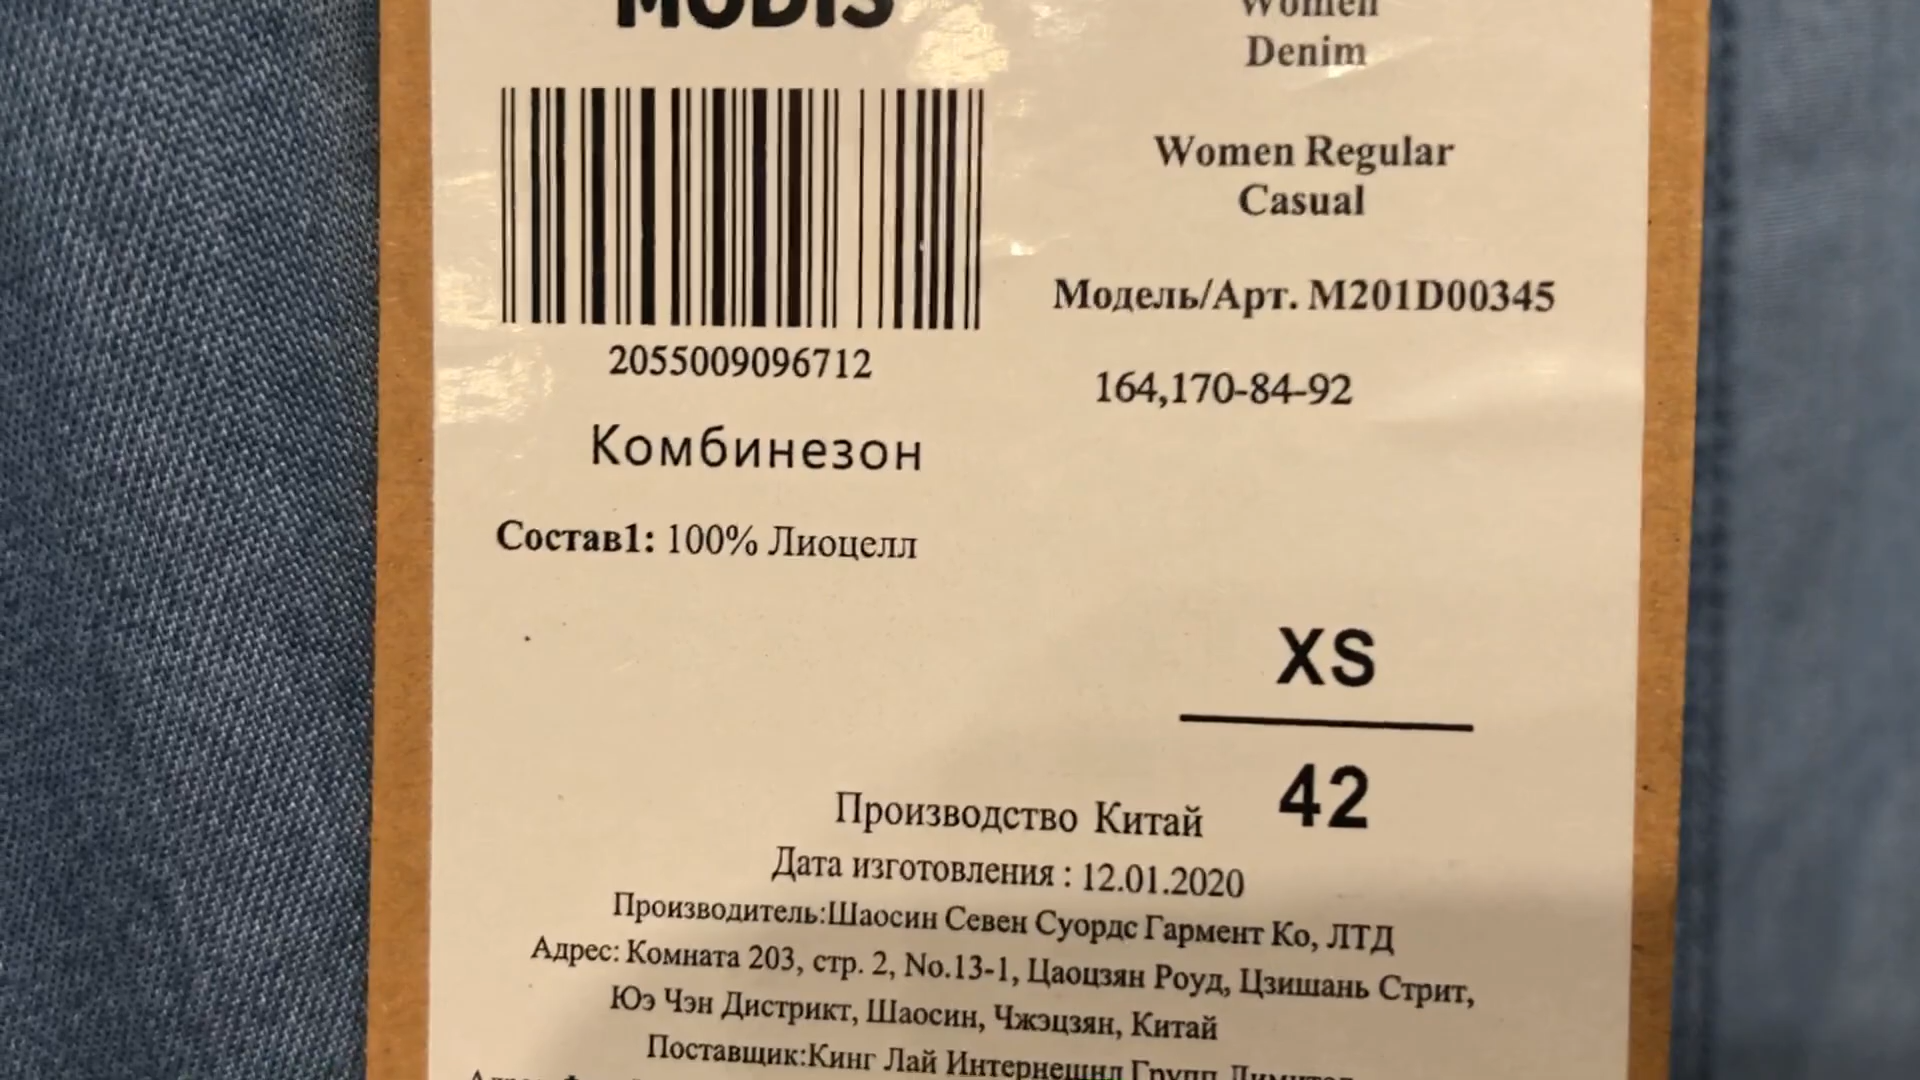 MODIS
Women
Denim
Women Regular
Casual
Модель/Арт. M201D00345
2055009096712
164,170-84-92
Комбинезон
Состав1: 100% Лиоцелл
XS
42
Производство Китай
Дата изготовления : 12.01.2020
Производитель:Шаосин Севен Суордс Гармент Ко, ЛТД
Адрес: Комната 203, стр. 2, No.13-1, Цаоцзян Роуд, Цзишань Стрит,
Юэ Чэн Дистрикт, Шаосин, Чжэцзян, Китай
Поставщик:Кинг Лай Интернешнл Групп Лимитед